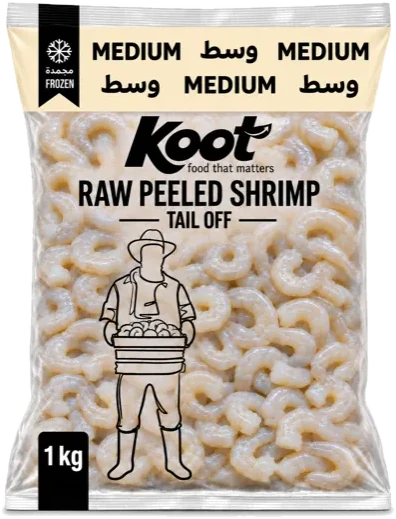 MEDIUM وسط MEDIUM
مجمدة
FROZEN
وسط MEDIUM وسط
Koot
food that matters
RAW PEELED SHRIMP
TAIL OFF
1 kg